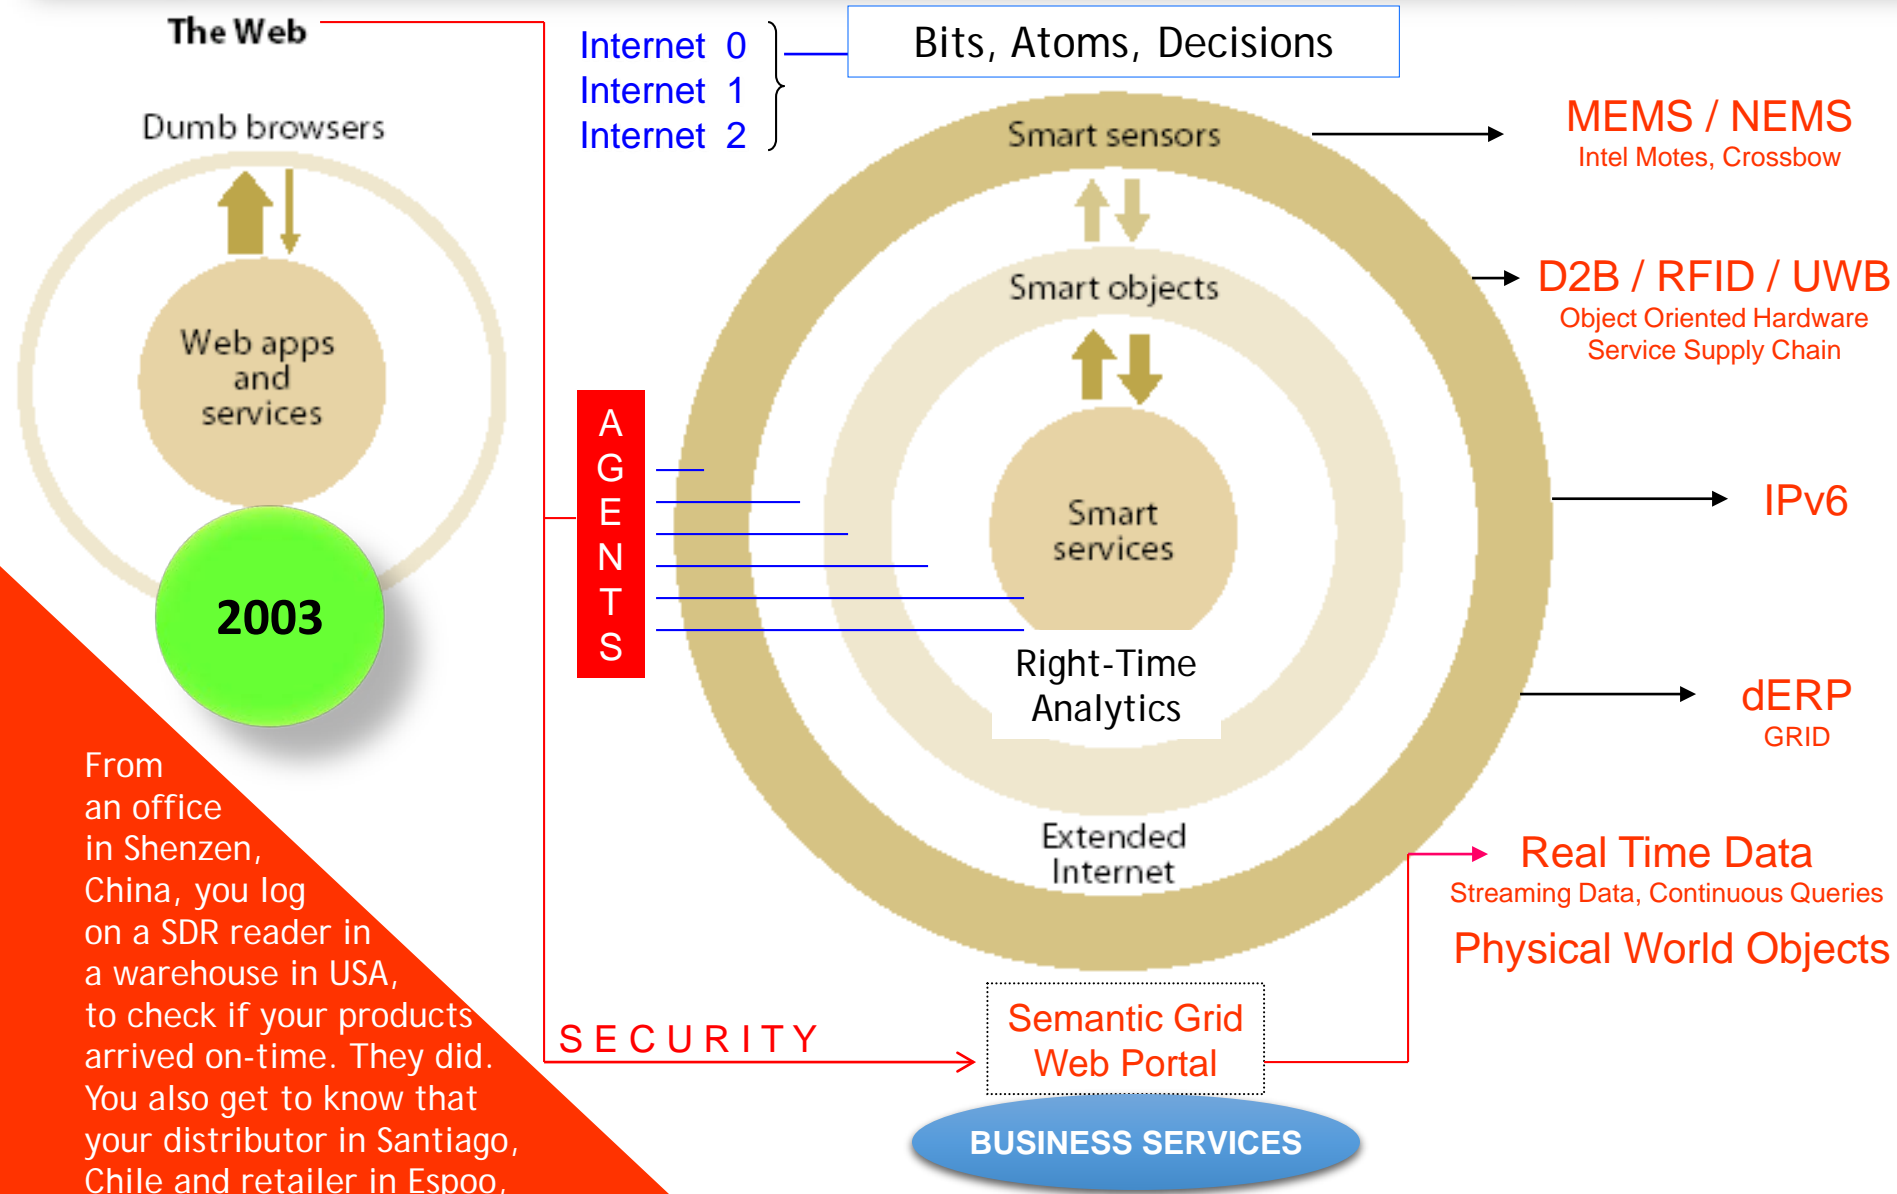 The Web
Dumb browsers
Web apps
and
services
2003
From
an office
in Shenzen,
China, you log
on a SDR reader in
a warehouse in USA,
to check if your products
arrived on-time. They did.
You also get to know that
your distributor in Santiago,
Chile and retailer in Espoo,
Internet 0
Internet 1
Internet 2
Bits, Atoms, Decisions
A
G
E
N
T
S
Smart sensors
Smart objects
Smart
services
Right-Time
Analytics
Extended
Internet
MEMS / NEMS
Intel Motes, Crossbow
D2B / RFID / UWB
Object Oriented Hardware
Service Supply Chain
IPv6
dERP
GRID
Real Time Data
Streaming Data, Continuous Queries
Physical World Objects
S E C U R I T Y
Semantic Grid
Web Portal
BUSINESS SERVICES